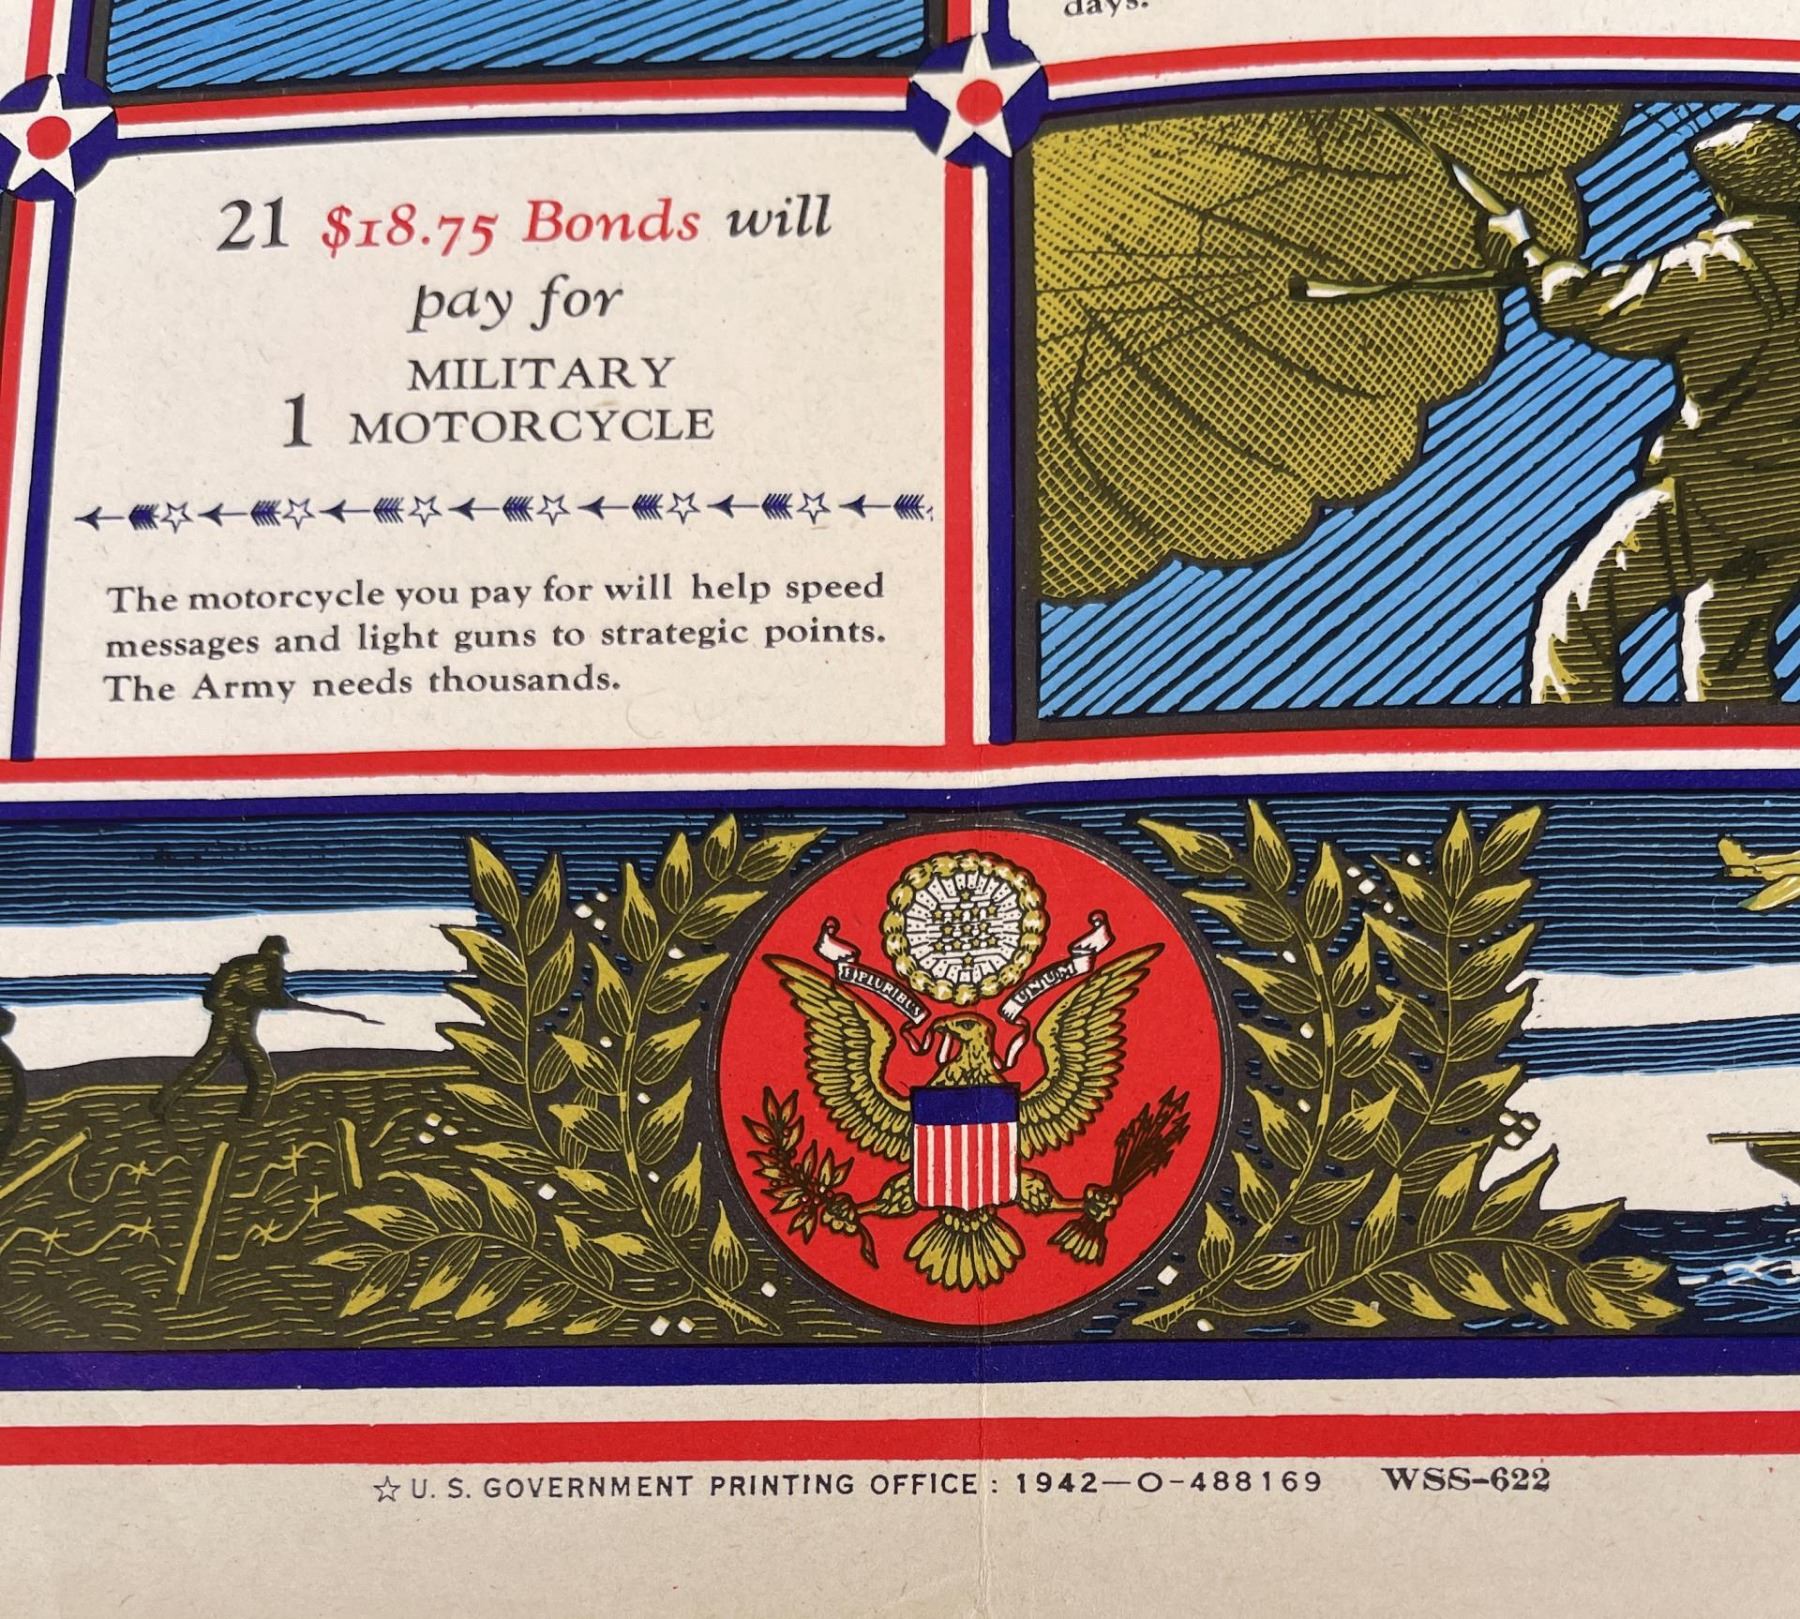 days.
21 $18.75 Bonds will
pay for
MILITARY
1 MOTORCYCLE
The motorcycle you pay for will help speed
messages and light guns to strategic points.
The Army needs thousands.
E PLURIBUS UNUM
☆ U. S. GOVERNMENT PRINTING OFFICE : 1942—O-488169 WSS-622